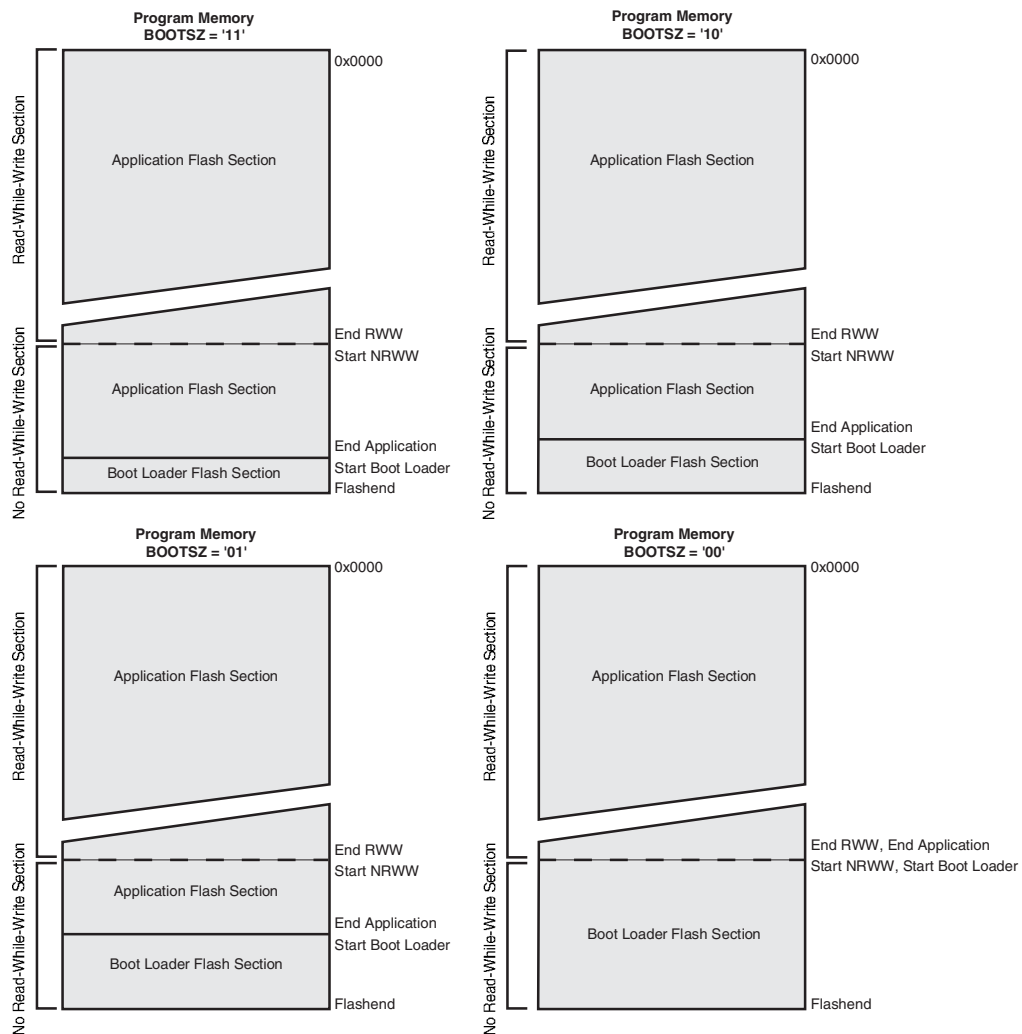 Program Memory
BOOTSZ = '11'
0x0000
Read-While-Write Section
Application Flash Section
End RWW
Start NRWW
No Read-While-Write Section
Application Flash Section
End Application
Start Boot Loader
Boot Loader Flash Section
Flashend
Program Memory
BOOTSZ = '10'
0x0000
Read-While-Write Section
Application Flash Section
End RWW
Start NRWW
No Read-While-Write Section
Application Flash Section
End Application
Start Boot Loader
Boot Loader Flash Section
Flashend
Program Memory
BOOTSZ = '01'
0x0000
Read-While-Write Section
Application Flash Section
End RWW
Start NRWW
No Read-While-Write Section
Application Flash Section
End Application
Start Boot Loader
Boot Loader Flash Section
Flashend
Program Memory
BOOTSZ = '00'
0x0000
Read-While-Write Section
Application Flash Section
End RWW, End Application
Start NRWW, Start Boot Loader
No Read-While-Write Section
Boot Loader Flash Section
Flashend